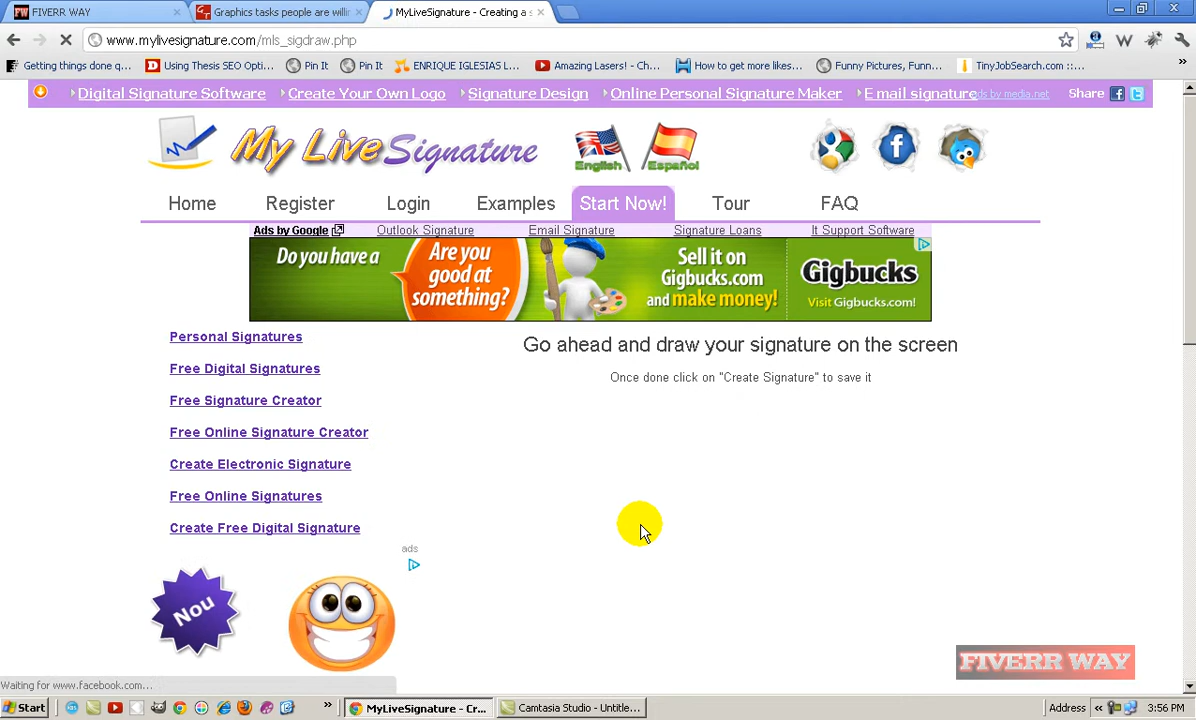 FIVERR WAY
Graphics tasks people are willin
MyLiveSignature - Creating a s
www.mylivesignature.com/mls_sigdraw.php
Getting things done q...
Using Thesis SEO Opti...
Pin It
Pin It
ENRIQUE IGLESIAS L...
Amazing Lasers! - Ch...
How to get more likes...
Funny Pictures, Funn...
TinyJobSearch.com ::...
Digital Signature Software
Create Your Own Logo
Signature Design
Online Personal Signature Maker
E mail signature
ads by media.net
Share
My LiveSignature
English
Español
Home
Register
Login
Examples
Start Now!
Tour
FAQ
Ads by Google
Outlook Signature
Email Signature
Signature Loans
It Support Software
Do you have a
Are you
good at
something?
Sell it on
Gigbucks.com
and make money!
Gigbucks
Visit Gigbucks.com!
Personal Signatures
Free Digital Signatures
Free Signature Creator
Free Online Signature Creator
Create Electronic Signature
Free Online Signatures
Create Free Digital Signature
Go ahead and draw your signature on the screen
Once done click on "Create Signature" to save it
ads
Nou
FIVERR WAY
Waiting for www.facebook.com...
Start
MyLiveSignature - Cr...
Camtasia Studio - Untitle...
Address
3:56 PM